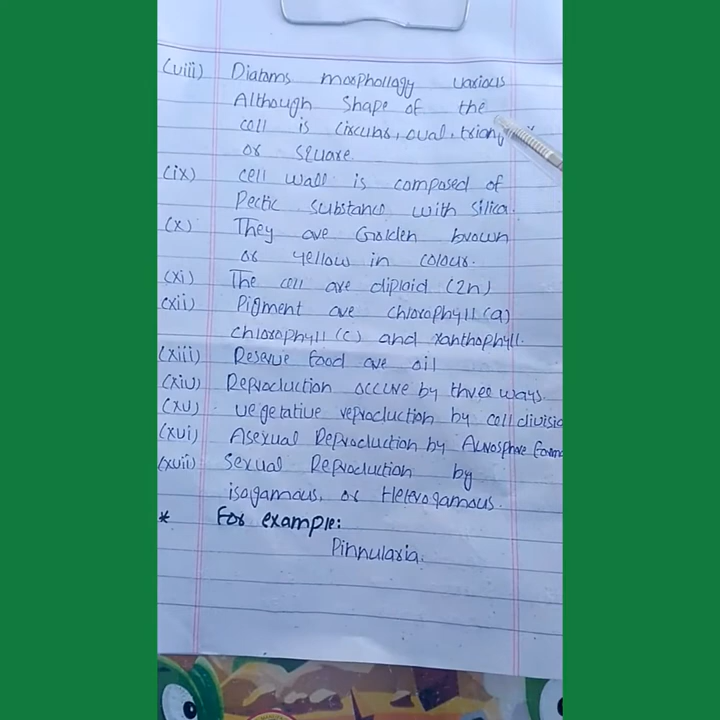 (viii) Diatoms morphollagy various
Although Shape of the
cell is circular, oval, triang
or square.
(ix) cell wall is composed of
Pectic substance with silica.
(x) They are Golden brown
or yellow in colour.
(xi) The cell are diploid (2n)
(xii) Pigment are chlorophyll (a)
chlorophyll (c) and xanthophyll.
(xiii) Reserve food are oil
(xiv) Reproduction occure by three ways.
(xv) vegetative reproduction by cell divisio
(xvi) Asexual Reproduction by Auxospore form
(xvii) Sexual Reproduction by
isogamous, or Heterogamous.
* For example:
Pinnularia.